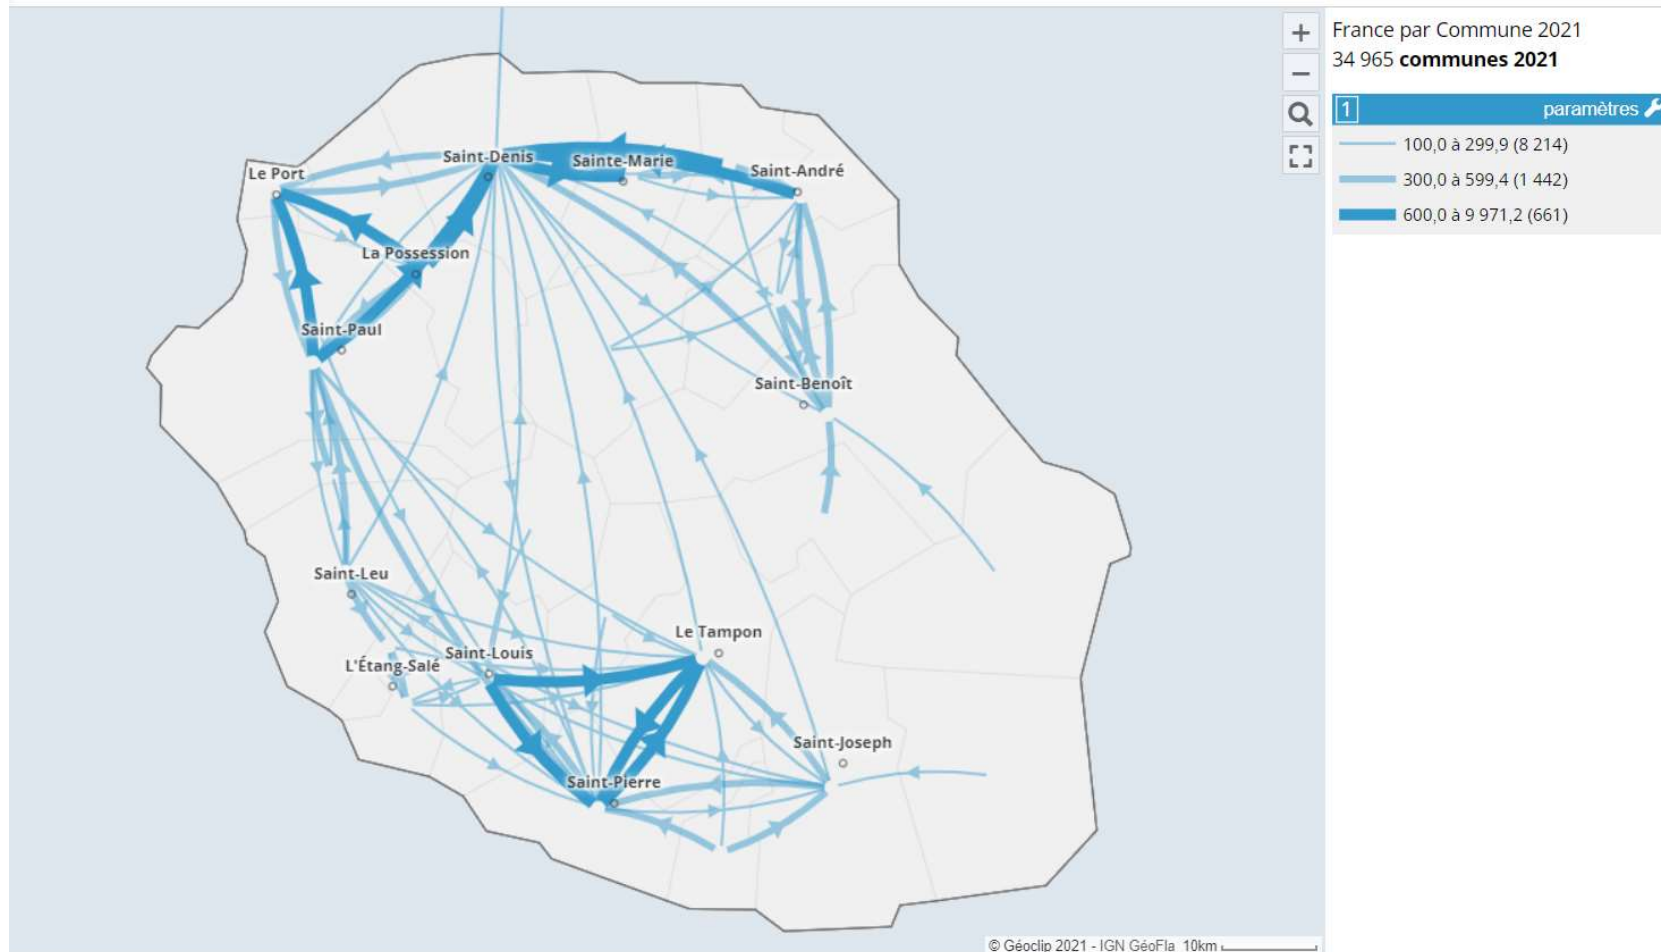 France par Commune 2021
34 965 communes 2021
1 paramètres
100,0 à 299,9 (8 214)
300,0 à 599,4 (1 442)
600,0 à 9 971,2 (661)
Saint-Denis
Sainte-Marie
Saint-André
Le Port
La Possession
Saint-Paul
Saint-Benoît
Saint-Leu
Le Tampon
Saint-Louis
L'Étang-Salé
Saint-Joseph
Saint-Pierre
© Géoclip 2021 - IGN GéoFla 10km